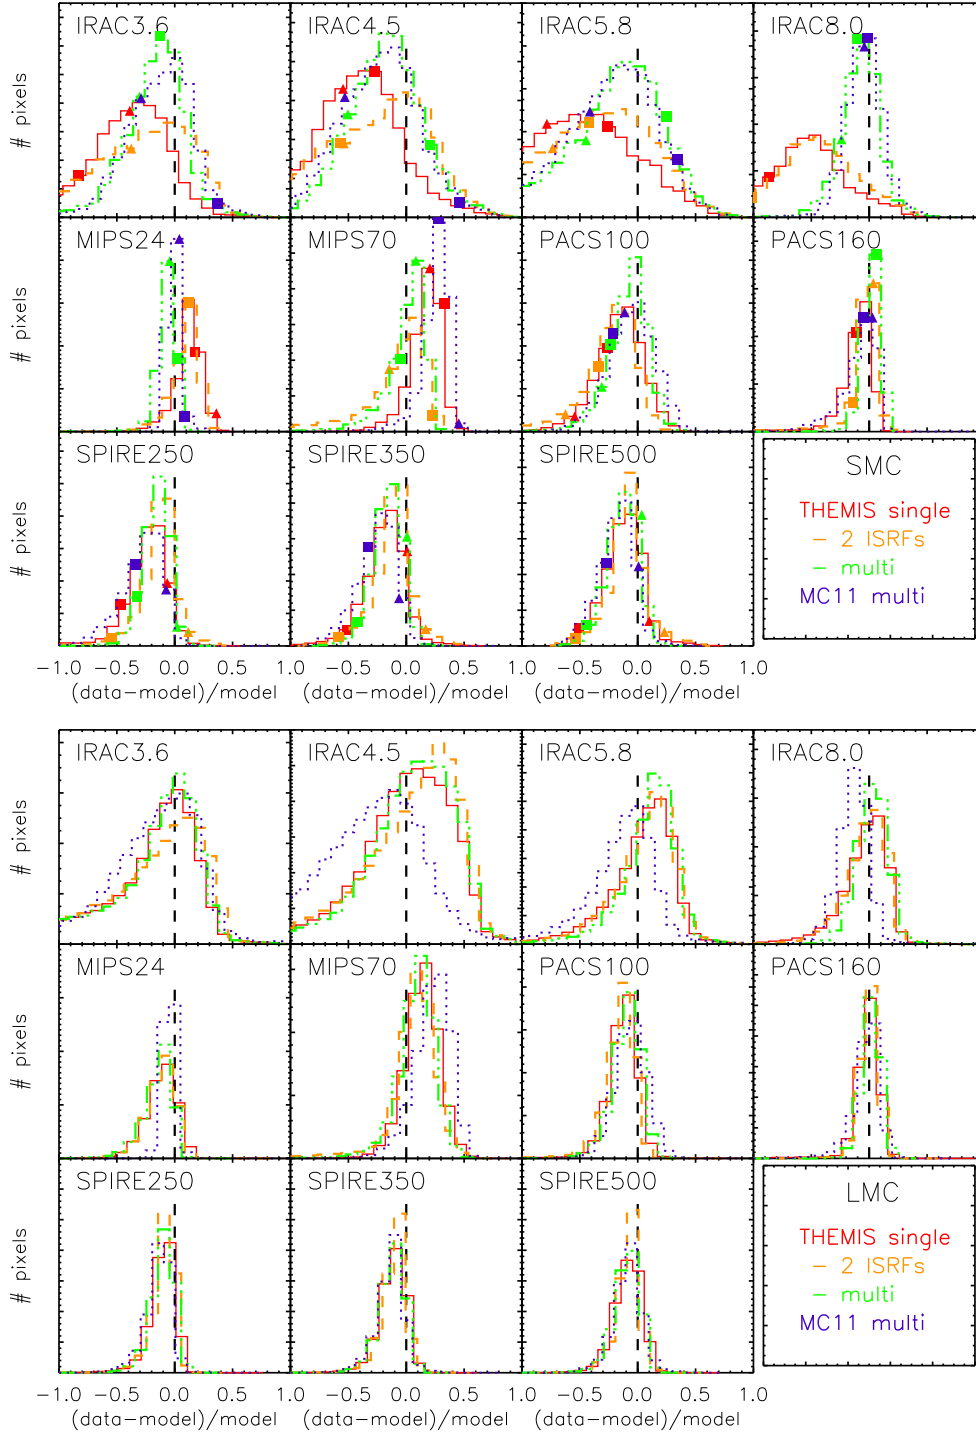 IRAC3.6 IRAC4.5 IRAC5.8 IRAC8.0
# pixels
MIPS24 MIPS70 PACS100 PACS160
# pixels
SPIRE250 SPIRE350 SPIRE500
# pixels
SMC
THEMIS single
– 2 ISRFs
– multi
MC11 multi
−1.0 −0.5 0.0 0.5 1.0 −0.5 0.0 0.5 1.0 −0.5 0.0 0.5 1.0
(data−model)/model (data−model)/model (data−model)/model
IRAC3.6 IRAC4.5 IRAC5.8 IRAC8.0
# pixels
MIPS24 MIPS70 PACS100 PACS160
# pixels
SPIRE250 SPIRE350 SPIRE500
# pixels
LMC
THEMIS single
– 2 ISRFs
– multi
MC11 multi
−1.0 −0.5 0.0 0.5 1.0 −0.5 0.0 0.5 1.0 −0.5 0.0 0.5 1.0
(data−model)/model (data−model)/model (data−model)/model